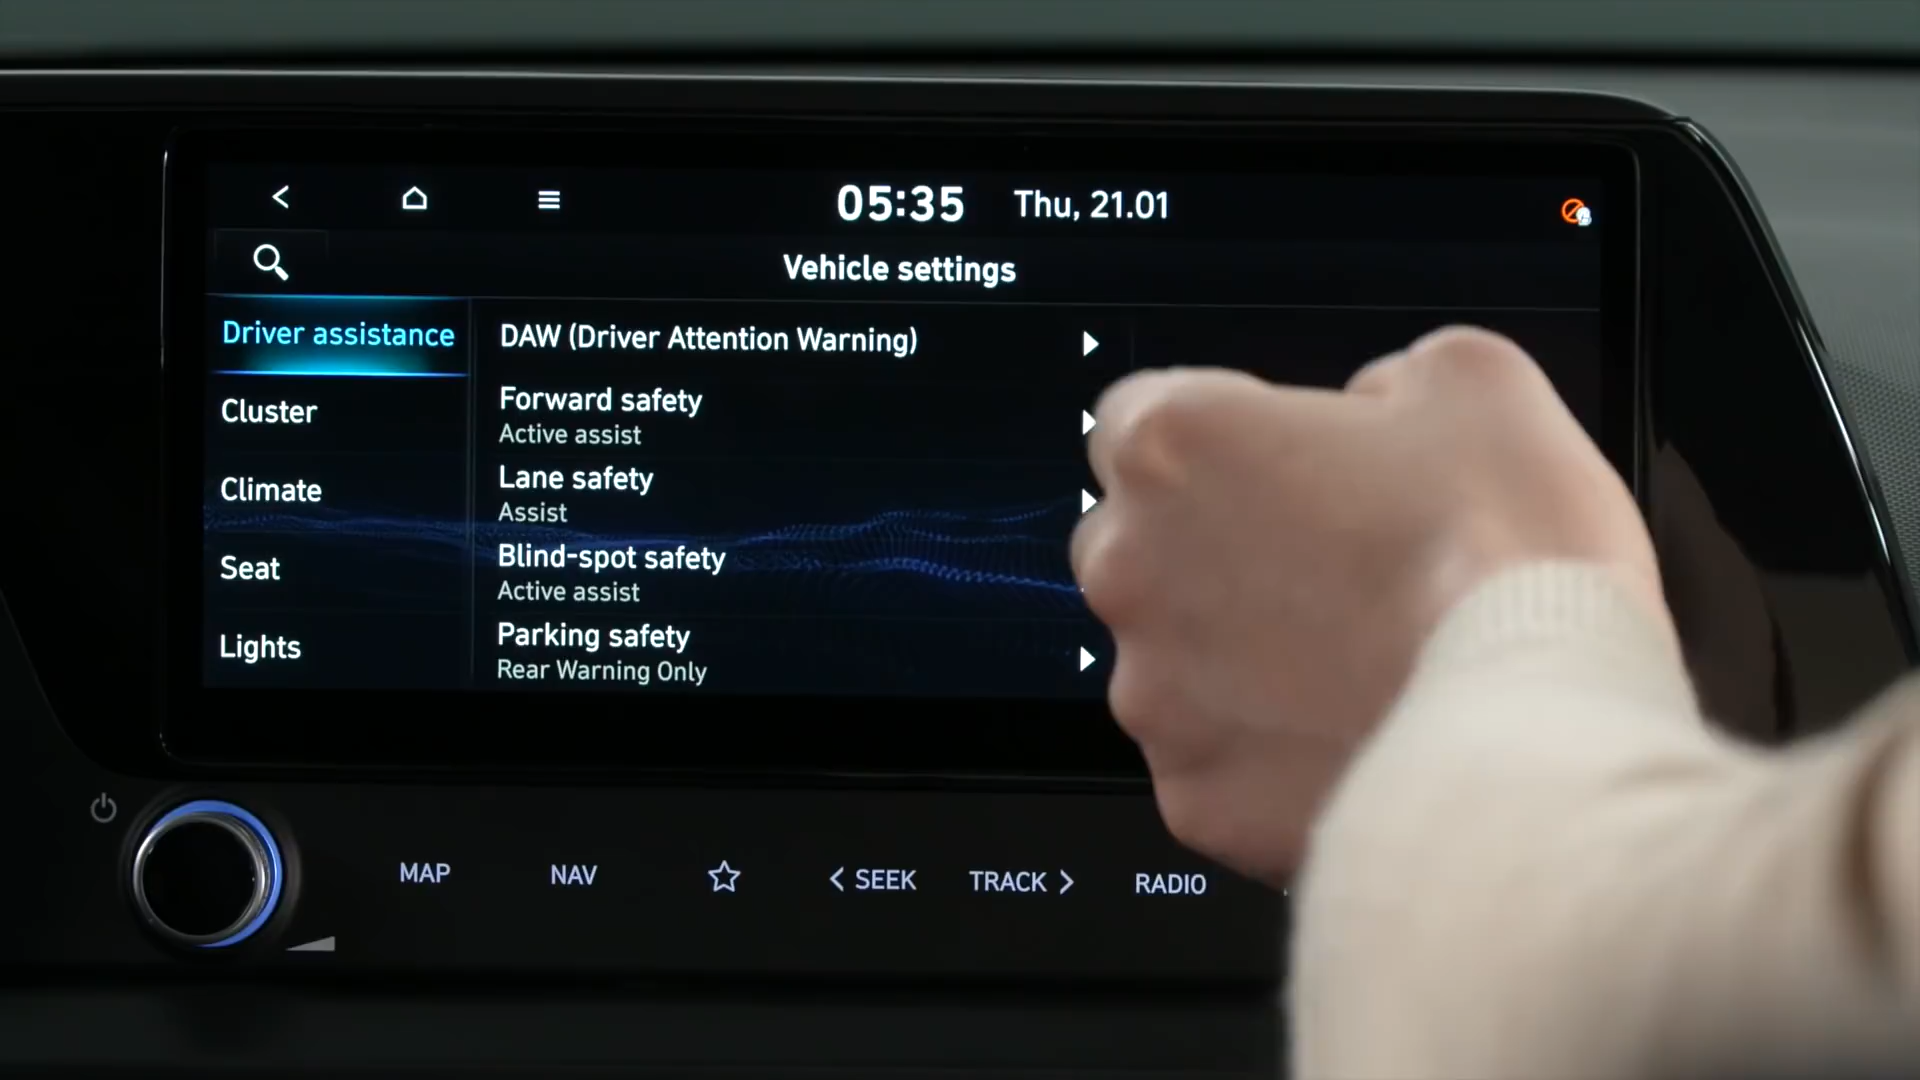 05:35 Thu, 21.01
Vehicle settings
Driver assistance
Cluster
Climate
Seat
Lights
DAW (Driver Attention Warning)
Forward safety
Active assist
Lane safety
Assist
Blind-spot safety
Active assist
Parking safety
Rear Warning Only
MAP NAV SEEK TRACK RADIO